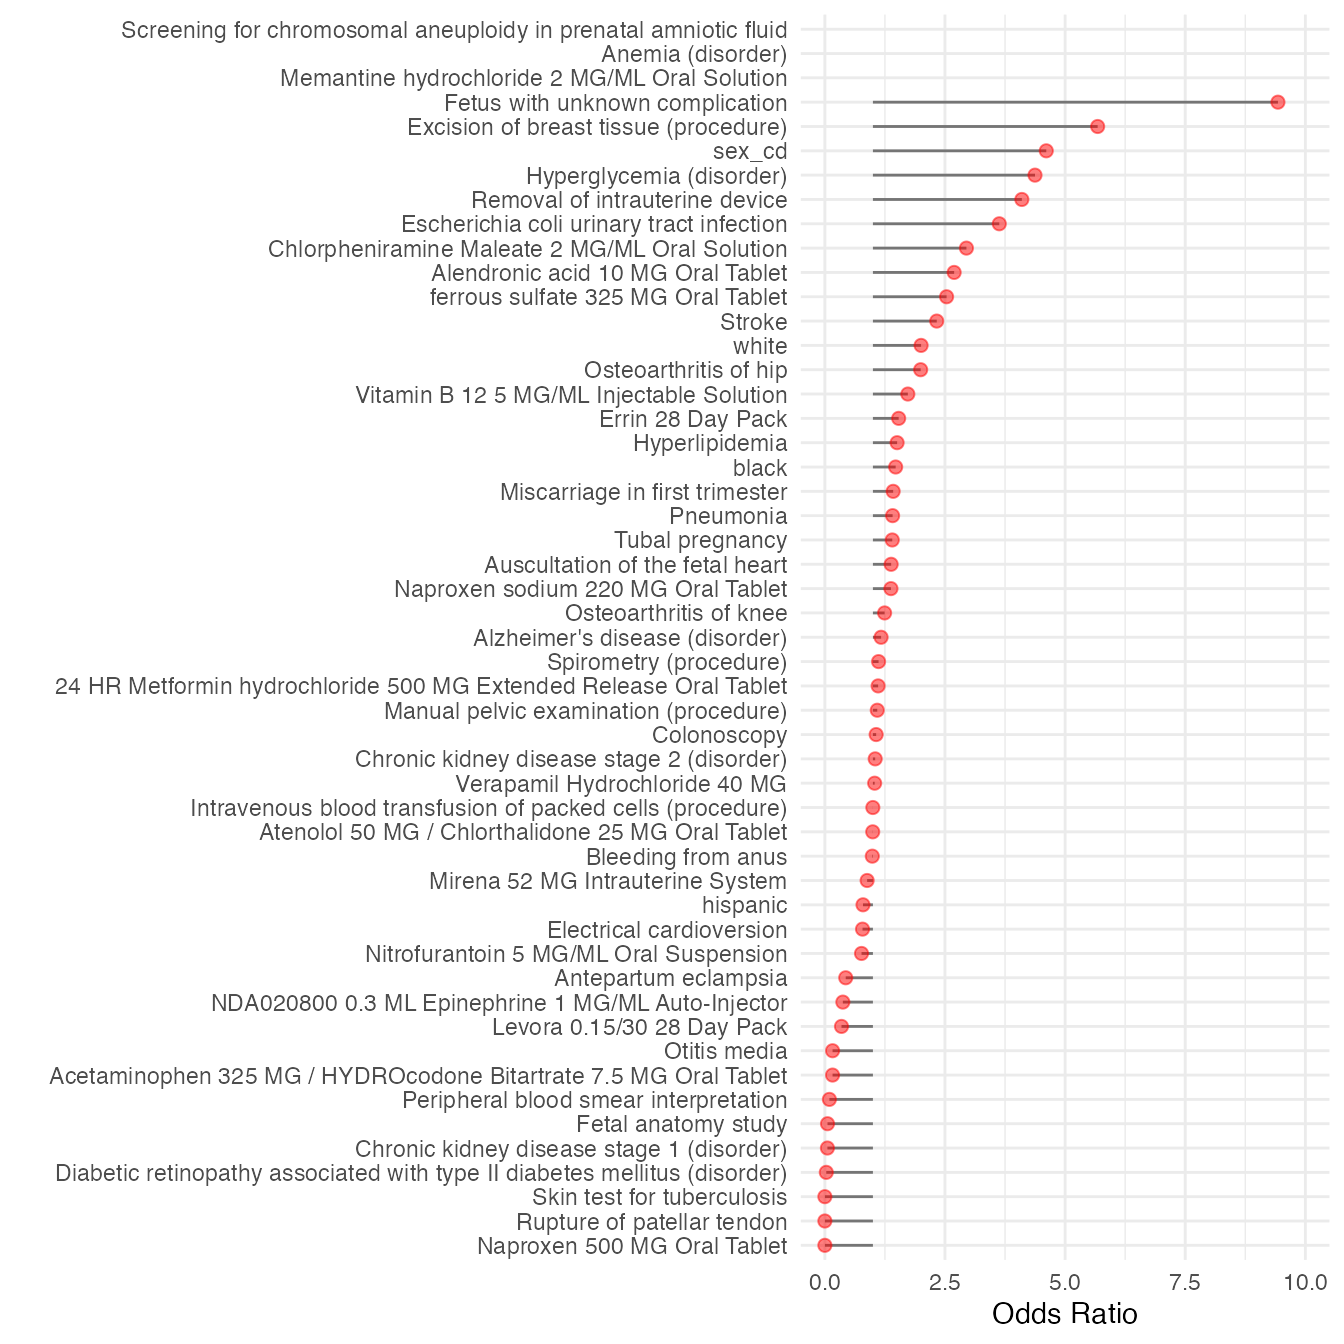 Screening for chromosomal aneuploidy in prenatal amniotic fluid
Anemia (disorder)
Memantine hydrochloride 2 MG/ML Oral Solution
Fetus with unknown complication
Excision of breast tissue (procedure)
sex_cd
Hyperglycemia (disorder)
Removal of intrauterine device
Escherichia coli urinary tract infection
Chlorpheniramine Maleate 2 MG/ML Oral Solution
Alendronic acid 10 MG Oral Tablet
ferrous sulfate 325 MG Oral Tablet
Stroke
white
Osteoarthritis of hip
Vitamin B 12 5 MG/ML Injectable Solution
Errin 28 Day Pack
Hyperlipidemia
black
Miscarriage in first trimester
Pneumonia
Tubal pregnancy
Auscultation of the fetal heart
Naproxen sodium 220 MG Oral Tablet
Osteoarthritis of knee
Alzheimer's disease (disorder)
Spirometry (procedure)
24 HR Metformin hydrochloride 500 MG Extended Release Oral Tablet
Manual pelvic examination (procedure)
Colonoscopy
Chronic kidney disease stage 2 (disorder)
Verapamil Hydrochloride 40 MG
Intravenous blood transfusion of packed cells (procedure)
Atenolol 50 MG / Chlorthalidone 25 MG Oral Tablet
Bleeding from anus
Mirena 52 MG Intrauterine System
hispanic
Electrical cardioversion
Nitrofurantoin 5 MG/ML Oral Suspension
Antepartum eclampsia
NDA020800 0.3 ML Epinephrine 1 MG/ML Auto-Injector
Levora 0.15/30 28 Day Pack
Otitis media
Acetaminophen 325 MG / HYDROcodone Bitartrate 7.5 MG Oral Tablet
Peripheral blood smear interpretation
Fetal anatomy study
Chronic kidney disease stage 1 (disorder)
Diabetic retinopathy associated with type II diabetes mellitus (disorder)
Skin test for tuberculosis
Rupture of patellar tendon
Naproxen 500 MG Oral Tablet
0.0 2.5 5.0 7.5 10.0
Odds Ratio